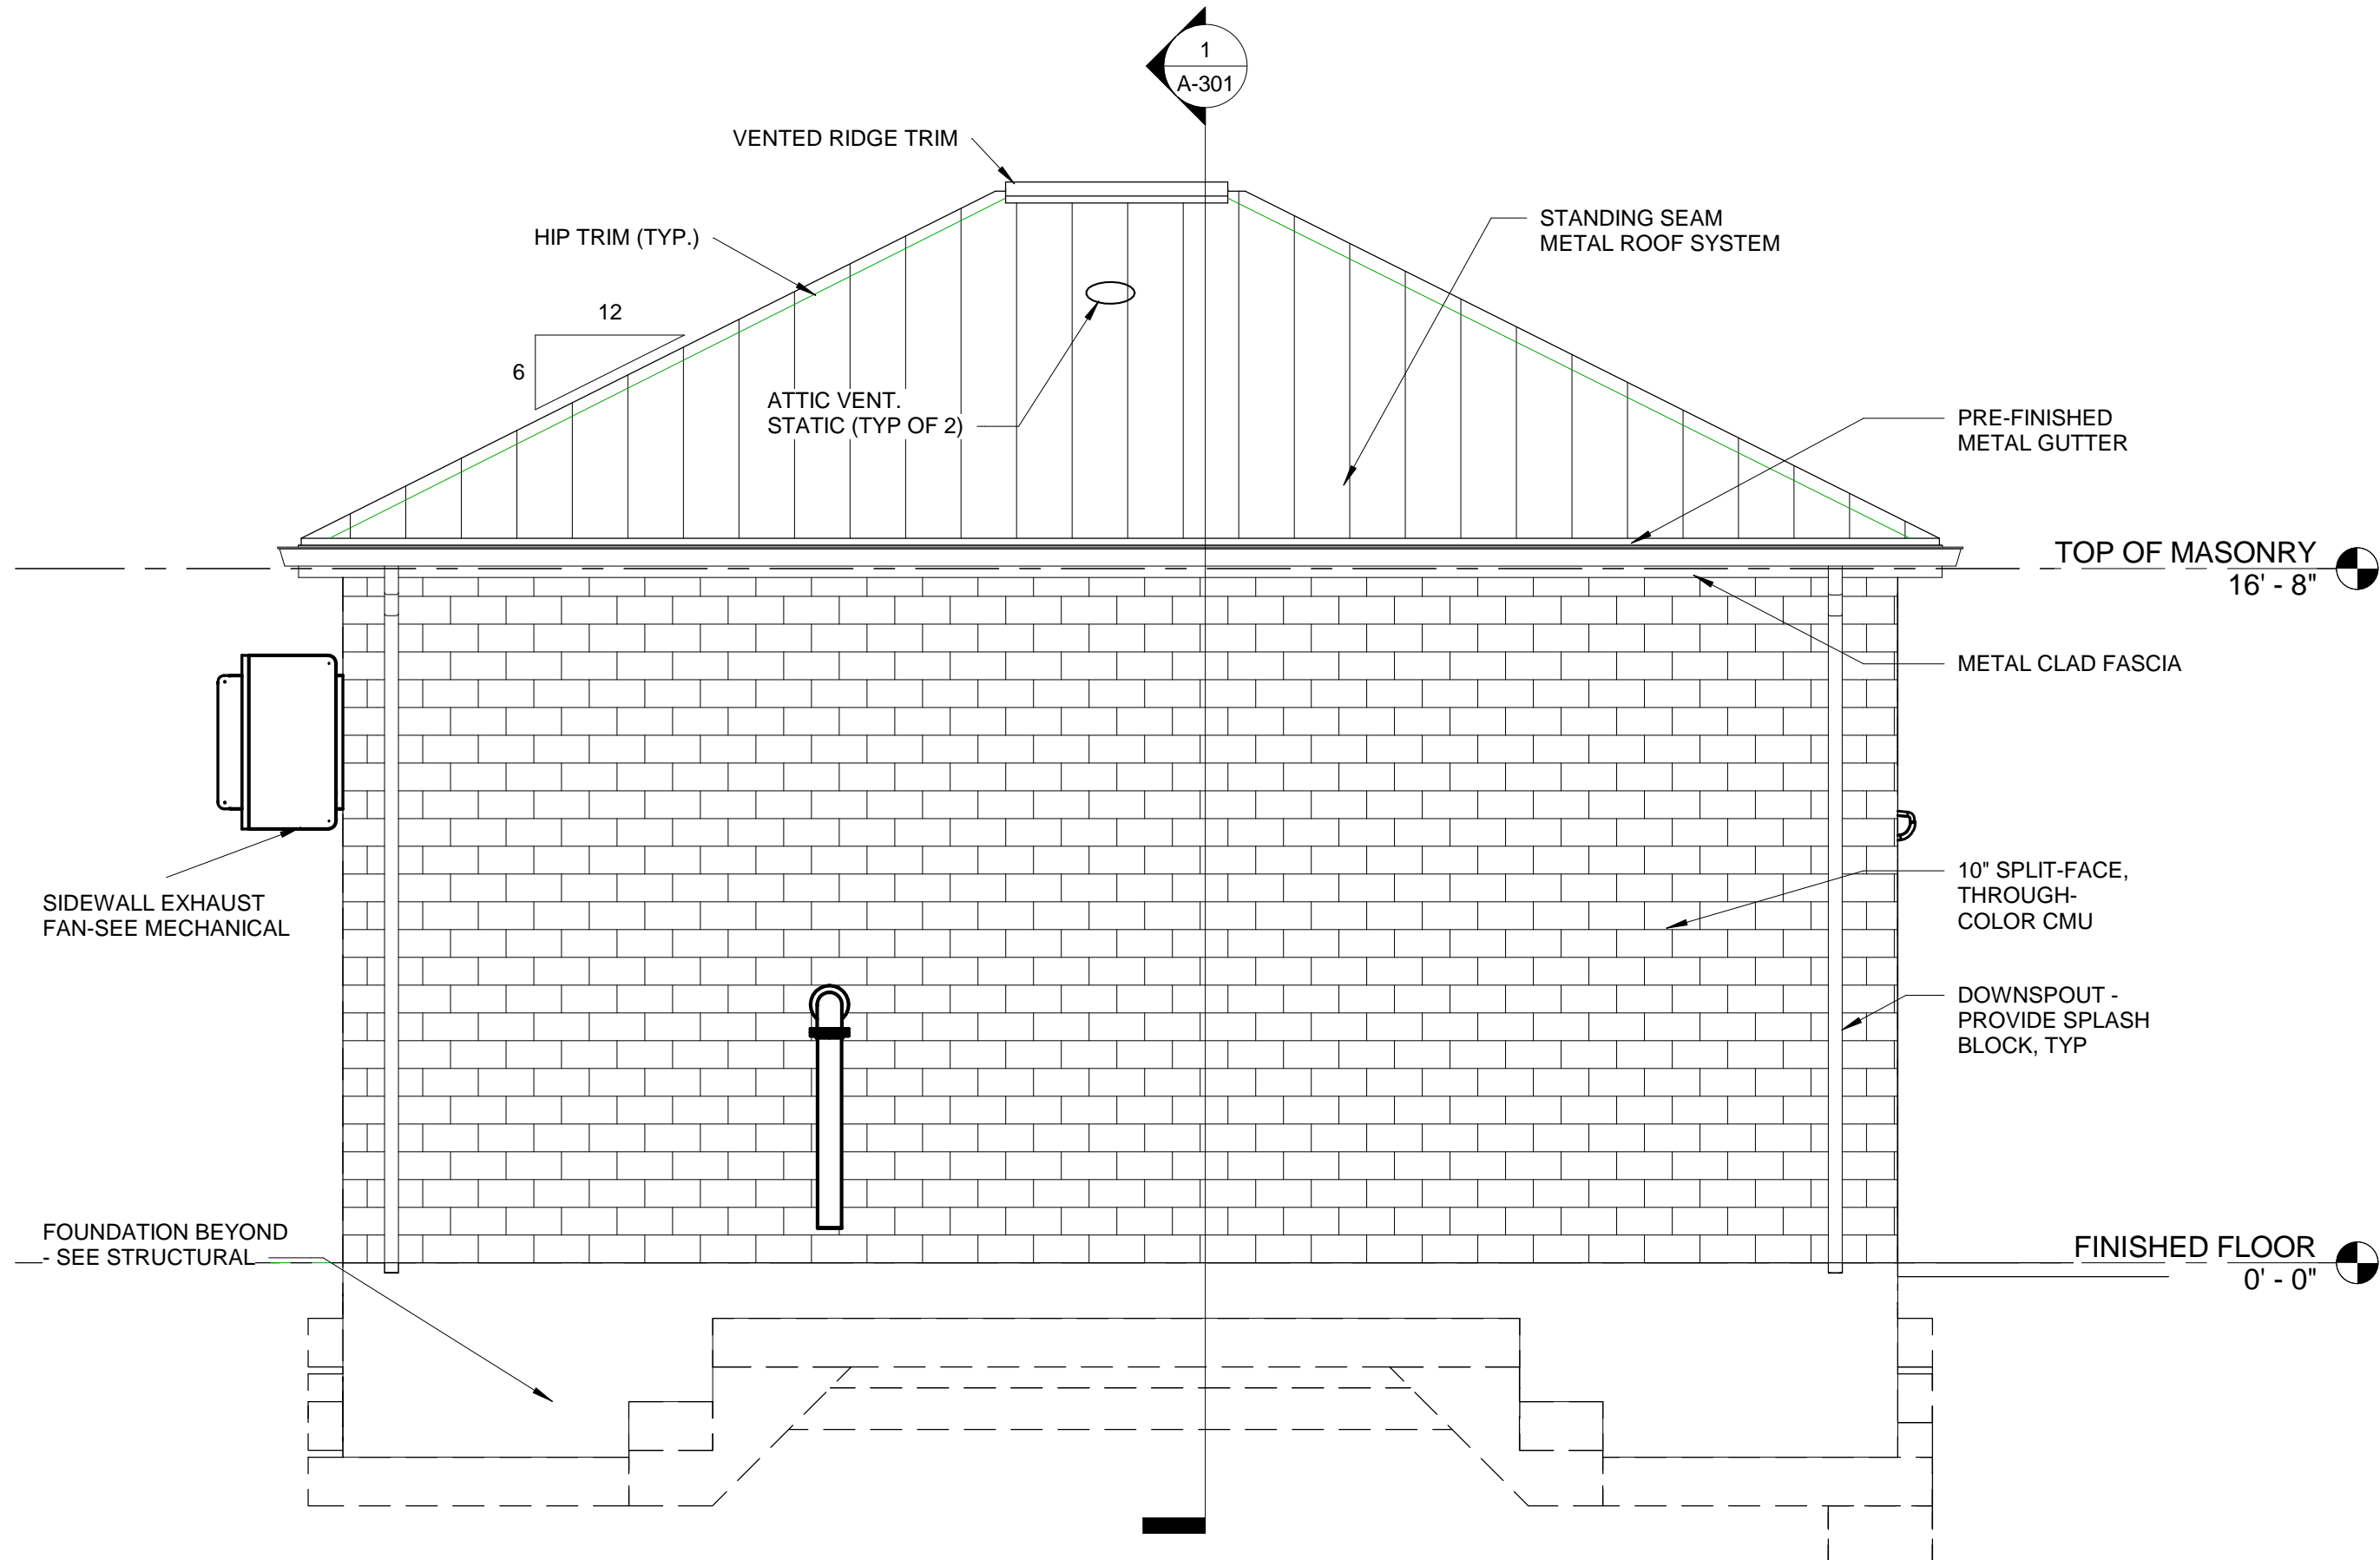 1
A-301
VENTED RIDGE TRIM
HIP TRIM (TYP.)
STANDING SEAM
METAL ROOF SYSTEM
12
6
ATTIC VENT.
STATIC (TYP OF 2)
PRE-FINISHED
METAL GUTTER
TOP OF MASONRY
16' - 8"
METAL CLAD FASCIA
SIDEWALL EXHAUST
FAN-SEE MECHANICAL
10" SPLIT-FACE,
THROUGH-
COLOR CMU
DOWNSPOUT -
PROVIDE SPLASH
BLOCK, TYP
FOUNDATION BEYOND
- SEE STRUCTURAL
FINISHED FLOOR
0' - 0"